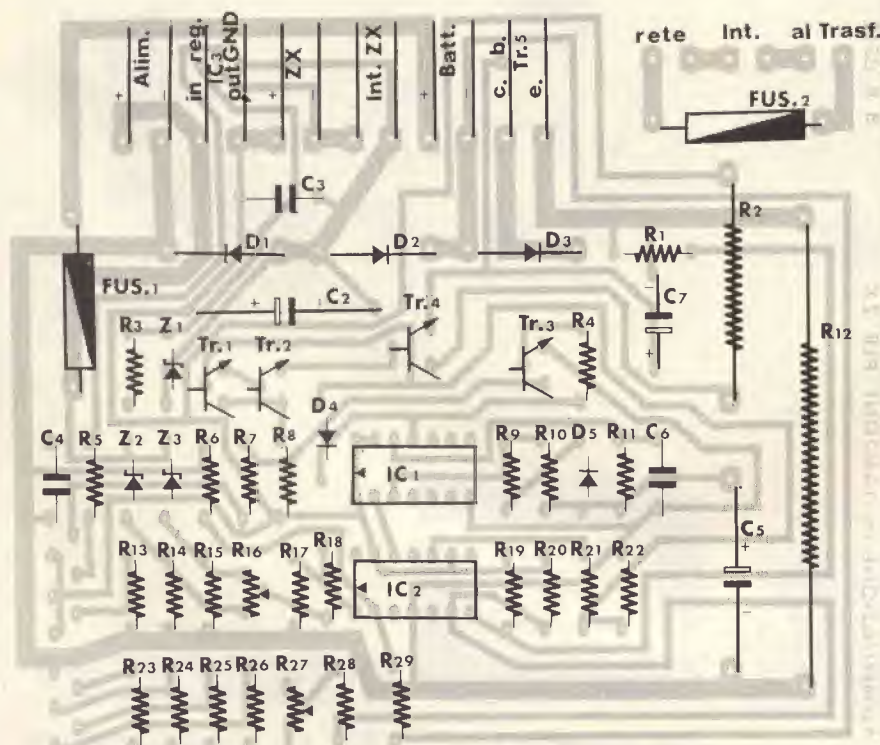 rete Int. al Trasf.
+ Alim. -
in reg.
IC3
out GND
+ ZX -
Int. ZX
+ Batt. -
c. b.
Tr.5
e.
FUS.2
C3
R2
D1 D2 D3 R1
FUS.1 + C2 - Tr.4 - C7 +
R12
R3 Z1 Tr.1 Tr.2 Tr.3 R4
D4
C4 R5 Z2 Z3 R6 R7 R8 IC1 R9 R10 D5 R11 C6
C5 + -
R13 R14 R15 R16 R17 R18 IC2 R19 R20 R21 R22
R23 R24 R25 R26 R27 R28 R29